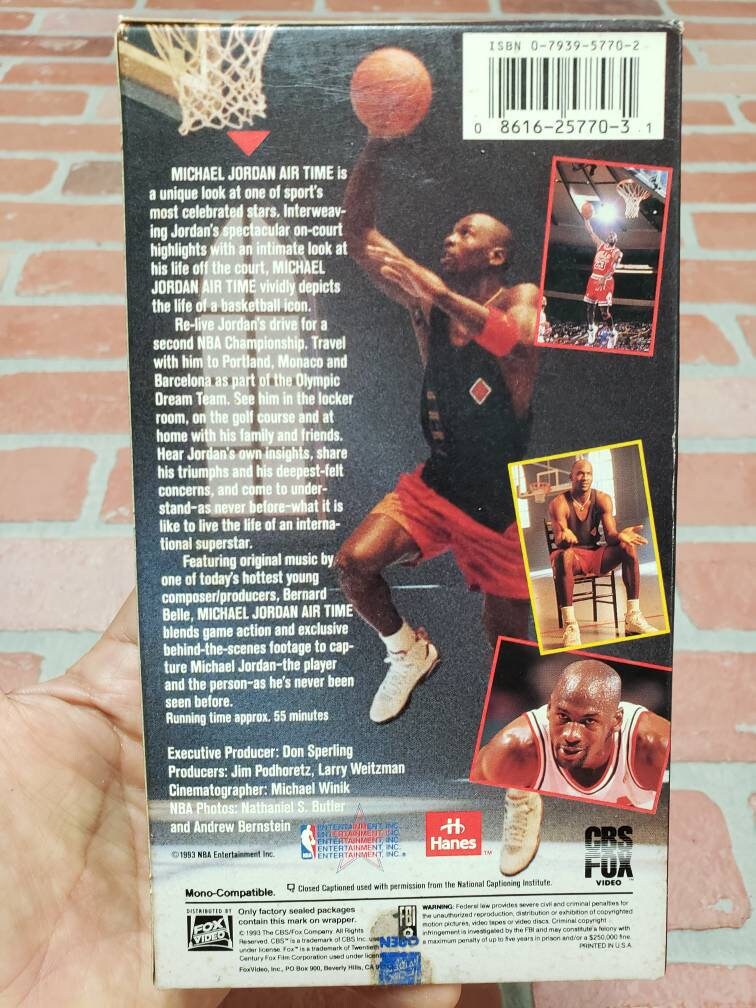 ISBN 0-7939-5770-2
0 8616-25770-3 1
MICHAEL JORDAN AIR TIME is
a unique look at one of sport's
most celebrated stars. Interweav-
ing Jordan's spectacular on-court
highlights with an intimate look at
his life off the court, MICHAEL
JORDAN AIR TIME vividly depicts
the life of a basketball icon.
Re-live Jordan's drive for a
second NBA Championship. Travel
with him to Portland, Monaco and
Barcelona as part of the Olympic
Dream Team. See him in the locker
room, on the golf course and at
home with his family and friends.
Hear Jordan's own insights, share
his triumphs and his deepest-felt
concerns, and come to under-
stand–as never before–what it is
like to live the life of an interna-
tional superstar.
Featuring original music by
one of today's hottest young
composer/producers, Bernard
Belle, MICHAEL JORDAN AIR TIME
blends game action and exclusive
behind-the-scenes footage to cap-
ture Michael Jordan–the player
and the person–as he's never been
seen before.
Running time approx. 55 minutes
Executive Producer: Don Sperling
Producers: Jim Podhoretz, Larry Weitzman
Cinematographer: Michael Winik
NBA Photos: Nathaniel S. Butler
and Andrew Bernstein
©1993 NBA Entertainment Inc.
NBA
ENTERTAINMENT, INC.
ENTERTAINMENT, INC.
ENTERTAINMENT, INC.
ENTERTAINMENT, INC.®
H
Hanes ™
CBS
FOX
VIDEO™
Mono-Compatible.
Closed Captioned used with permission from the National Captioning Institute.
DISTRIBUTED BY
FOX
VIDEO
Only factory sealed packages
contain this mark on wrapper.
©1993 The CBS/Fox Company. All Rights
Reserved. CBS™ is a trademark of CBS Inc. used
under license. Fox™ is a trademark of Twentieth
Century Fox Film Corporation used under license.
FoxVideo, Inc., PO Box 900, Beverly Hills, CA
OPEN
FBI
WARNING: Federal law provides severe civil and criminal penalties for
the unauthorized reproduction, distribution or exhibition of copyrighted
motion pictures, video tapes or video discs. Criminal copyright
infringement is investigated by the FBI and may constitute a felony with
a maximum penalty of up to five years in prison and/or a $250,000 fine.
PRINTED IN U.S.A.